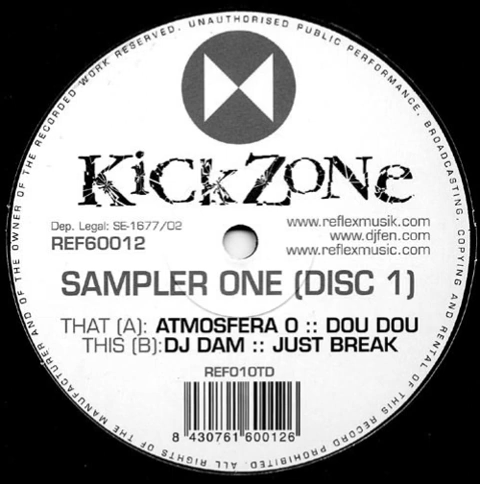 ALL RIGHTS OF THE MANUFACTURER AND OF THE OWNER OF THE RECORDED WORK RESERVED. UNAUTHORISED PUBLIC PERFORMANCE, BROADCASTING, COPYING AND RENTAL OF THIS RECORD PROHIBITED.
KickZoNe
Dep. Legal: SE-1677/02
REF60012
www.reflexmusik.com
www.djfen.com
www.reflexmusic.com
SAMPLER ONE (DISC 1)
THAT (A): ATMOSFERA 0 :: DOU DOU
THIS (B):DJ DAM :: JUST BREAK
REF010TD
8 430761 600126